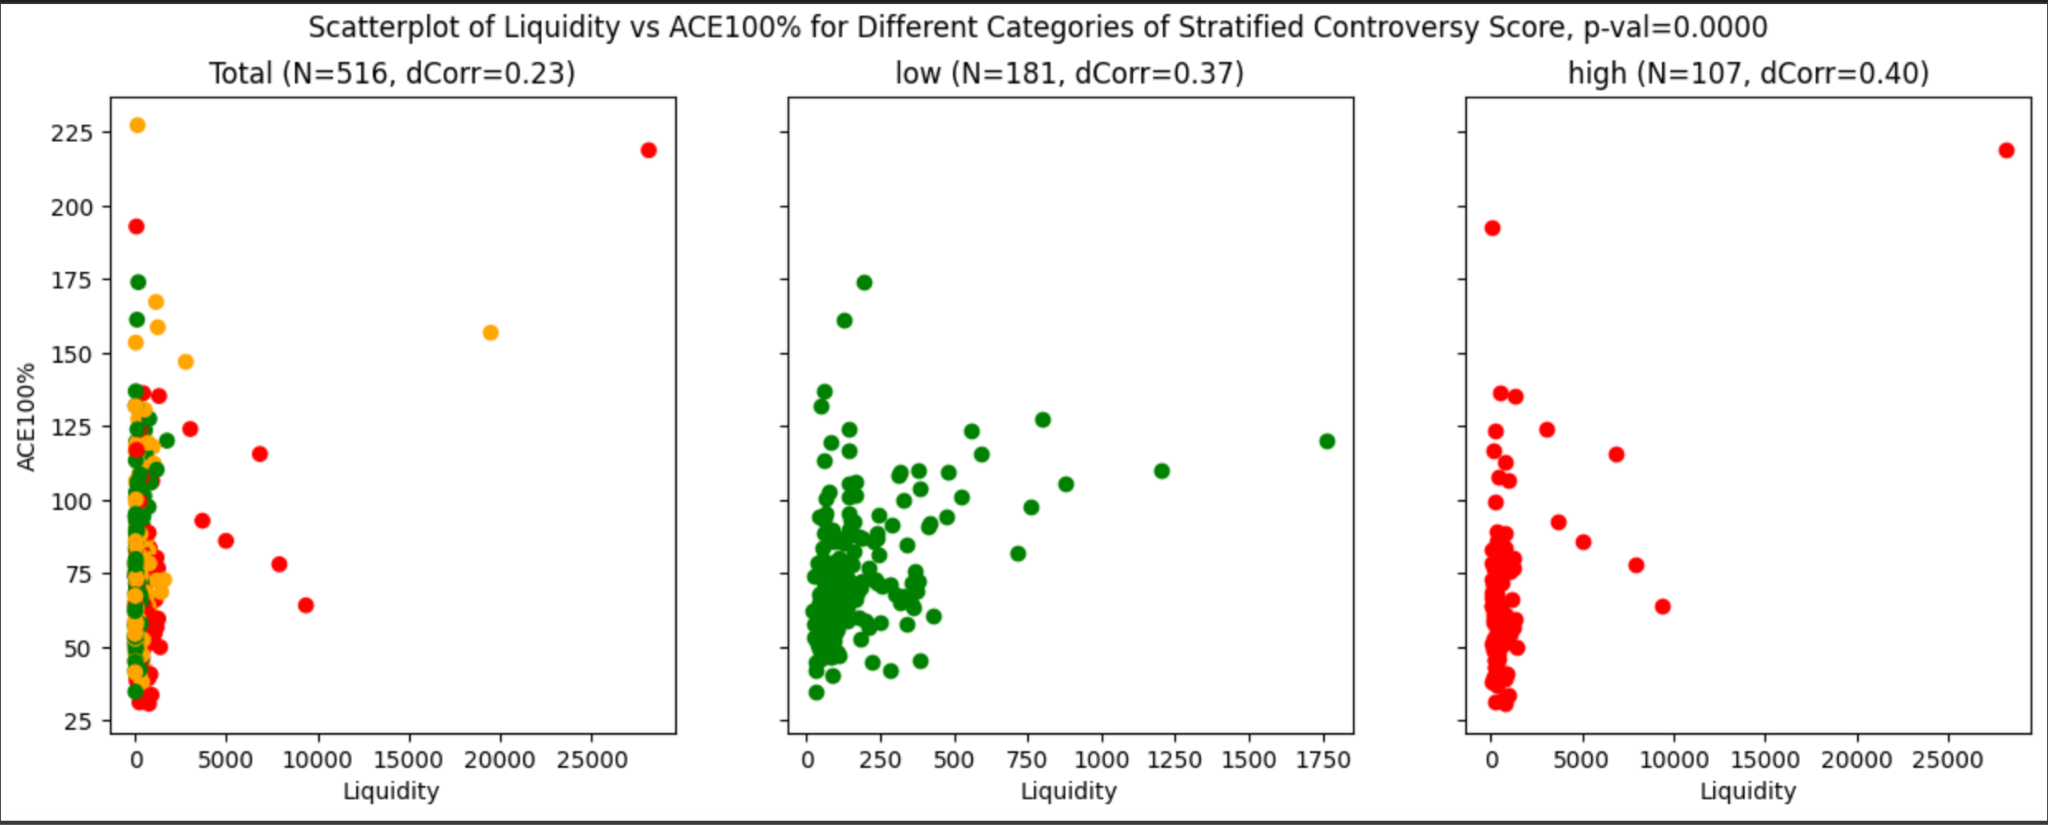 Scatterplot of Liquidity vs ACE100% for Different Categories of Stratified Controversy Score, p-val=0.0000
Total (N=516, dCorr=0.23)
225
200
175
150
125
100
75
50
25
ACE100%
0 5000 10000 15000 20000 25000
Liquidity
low (N=181, dCorr=0.37)
0 250 500 750 1000 1250 1500 1750
Liquidity
high (N=107, dCorr=0.40)
0 5000 10000 15000 20000 25000
Liquidity